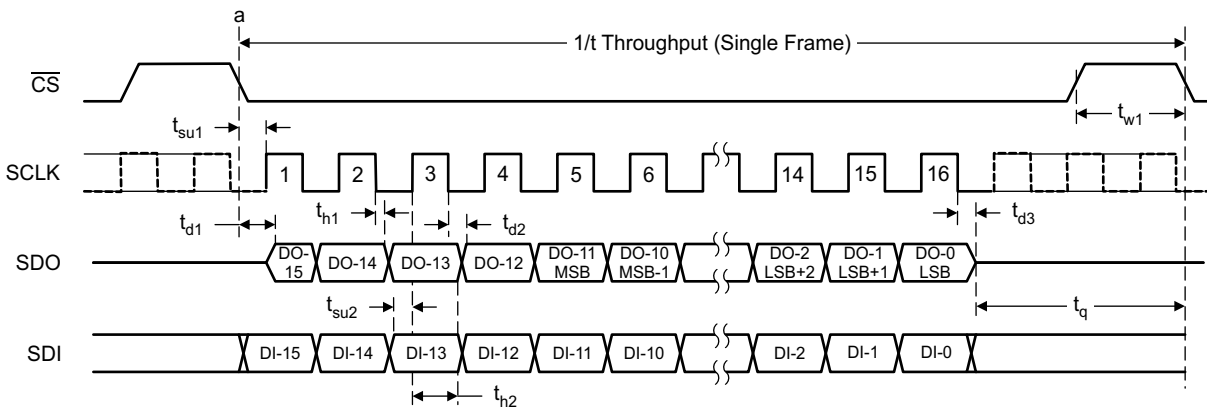 a
1/t Throughput (Single Frame)
CS
t_w1
t_su1
SCLK
1 2 3 4 5 6 14 15 16
t_h1
t_d1
t_d2
t_d3
SDO
DO-15 DO-14 DO-13 DO-12 DO-11 MSB DO-10 MSB-1 DO-2 LSB+2 DO-1 LSB+1 DO-0 LSB
t_su2
t_q
SDI
DI-15 DI-14 DI-13 DI-12 DI-11 DI-10 DI-2 DI-1 DI-0
t_h2